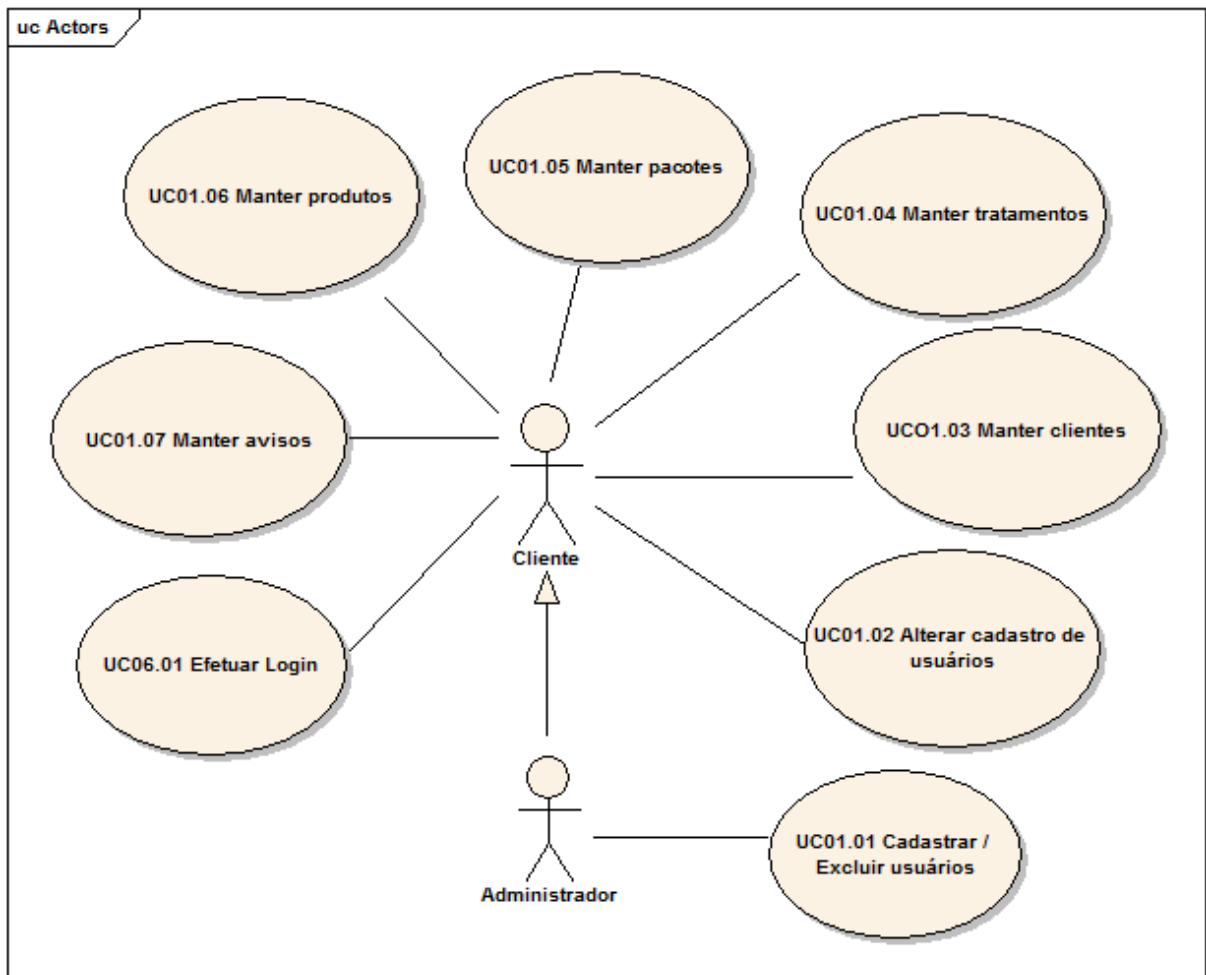 uc Actors
UC01.06 Manter produtos
UC01.05 Manter pacotes
UC01.04 Manter tratamentos
UC01.07 Manter avisos
UCO1.03 Manter clientes
Cliente
UC06.01 Efetuar Login
UC01.02 Alterar cadastro de
usuários
Administrador
UC01.01 Cadastrar /
Excluir usuários